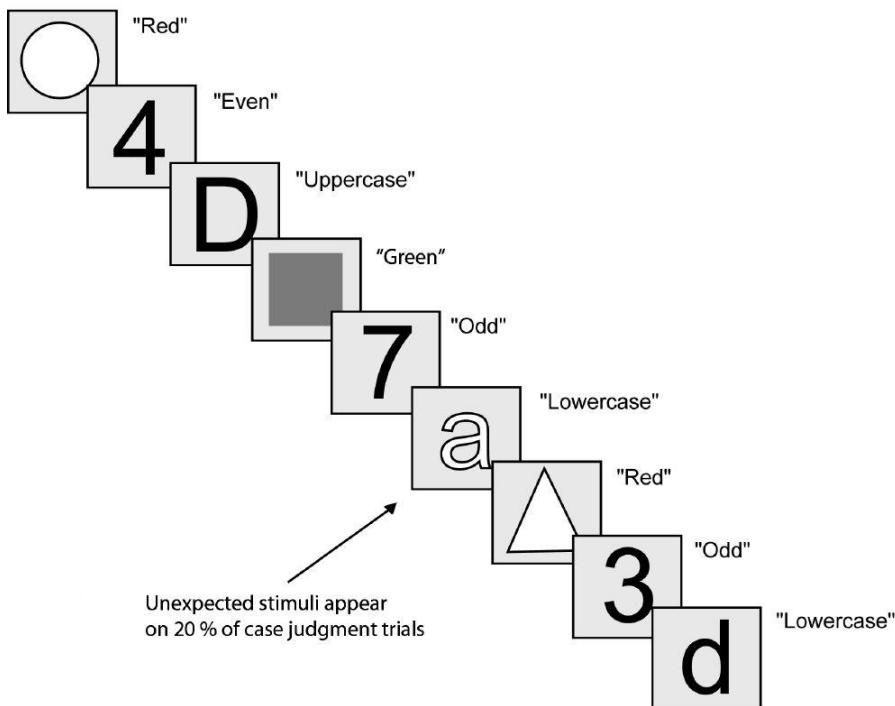 "Red"
4
"Even"
D
"Uppercase"
"Green"
7
"Odd"
a
"Lowercase"
"Red"
3
"Odd"
d
"Lowercase"
Unexpected stimuli appear
on 20 % of case judgment trials